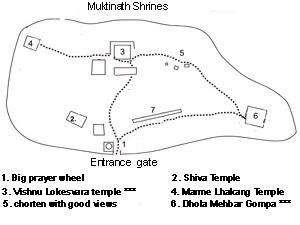 Muktinath Shrines
4
3
5
7
2.
6
1
Entrance gate
1. Big prayer wheel 2. Shiva Temple
3. Vishnu Lokesvara temple *** 4. Marme Lhakang Temple
5. chorten with good views 6. Dhola Mehbar Gompa ***